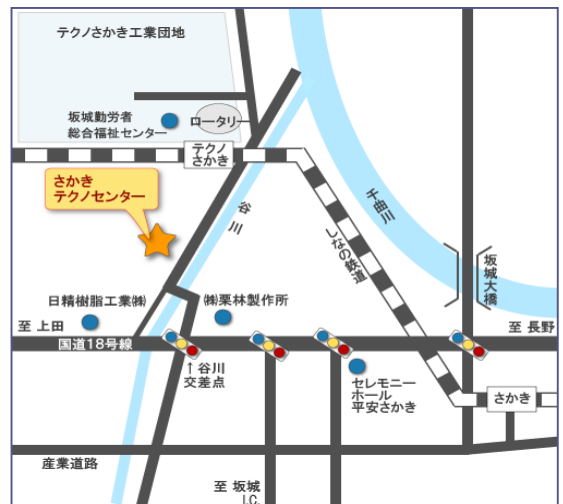 テクノさかき工業団地
坂城勤労者
総合福祉センター
ロータリー
テクノ
さかき
さかき
テクノセンター
谷川
千曲川
しなの鉄道
坂城大橋
日精樹脂工業㈱
㈱栗林製作所
至 上田
至 長野
国道18号線
↑谷川
交差点
セレモニー
ホール
平安さかき
さかき
産業道路
至 坂城
I.C.